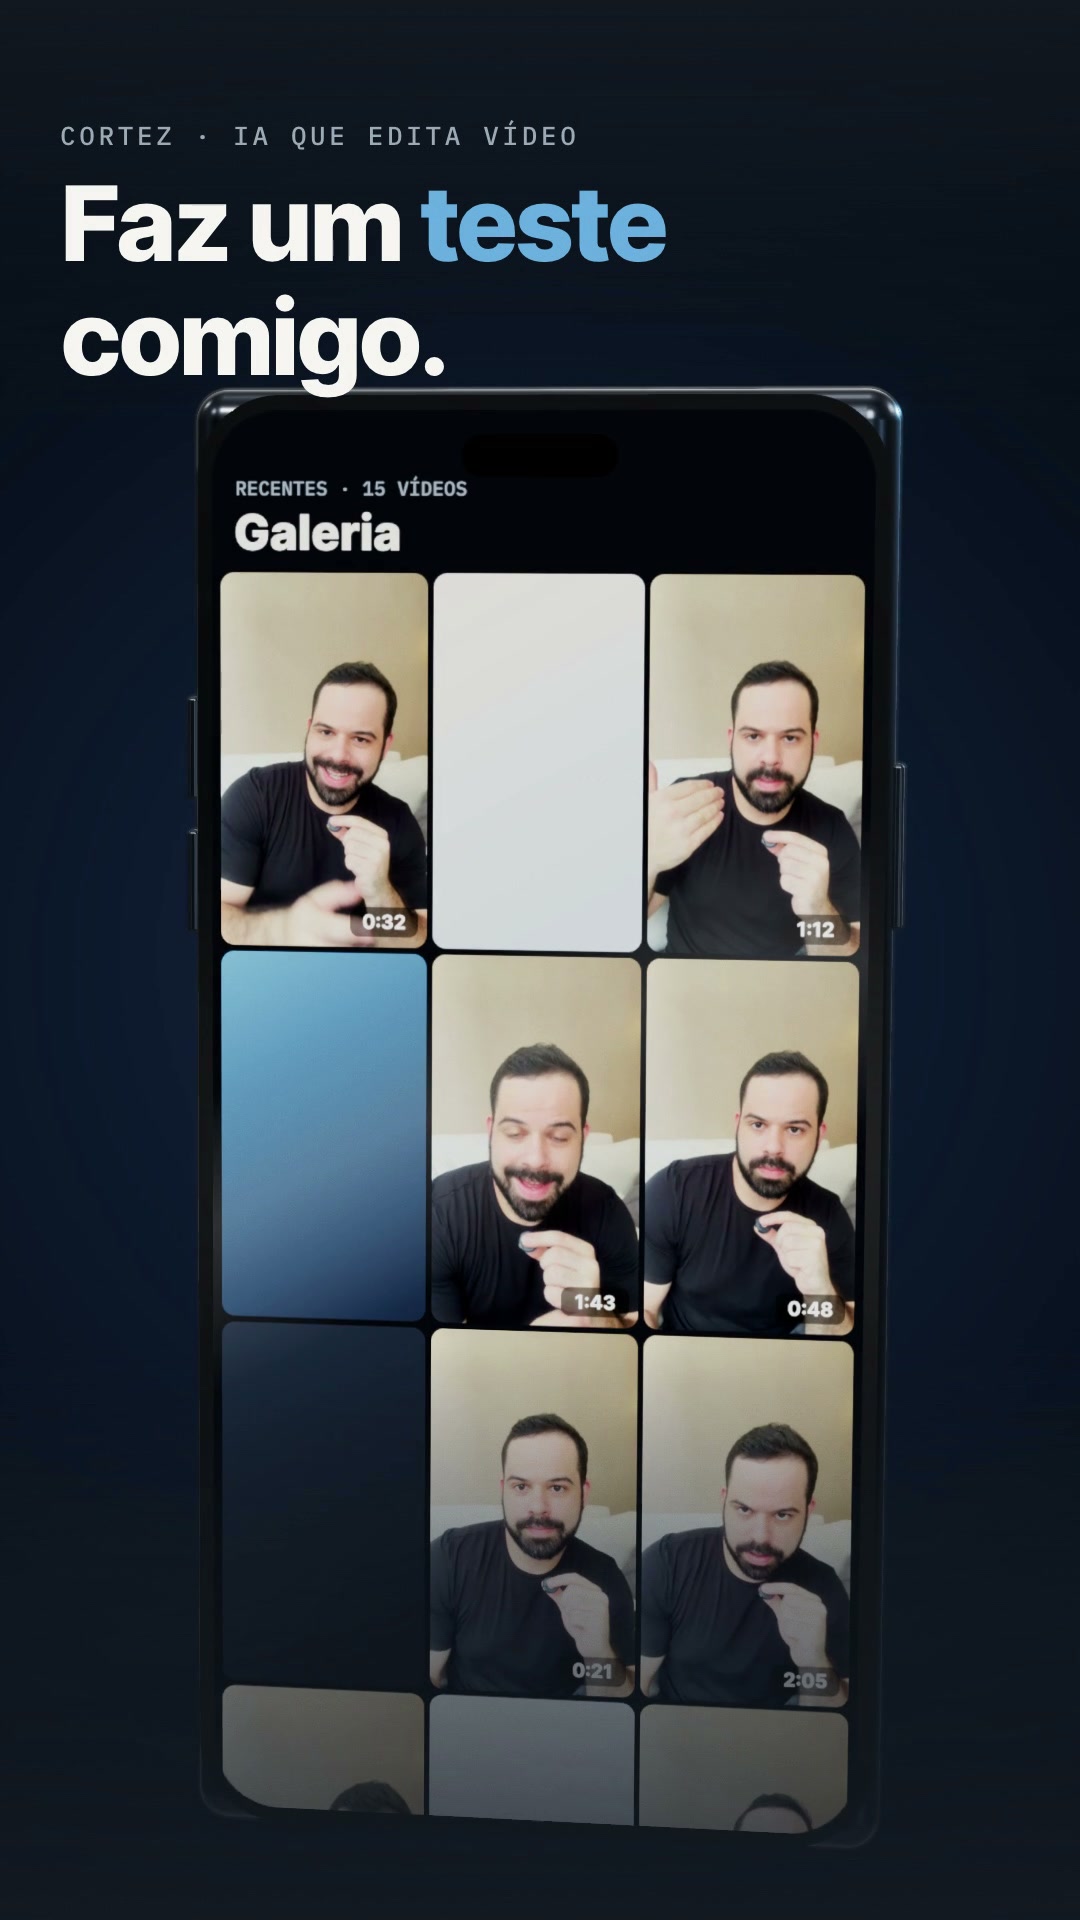 CORTEZ · IA QUE EDITA VÍDEO
Faz um teste
comigo.
RECENTES · 15 VÍDEOS
Galeria
0:32
1:12
1:43
0:48
0:21
2:05